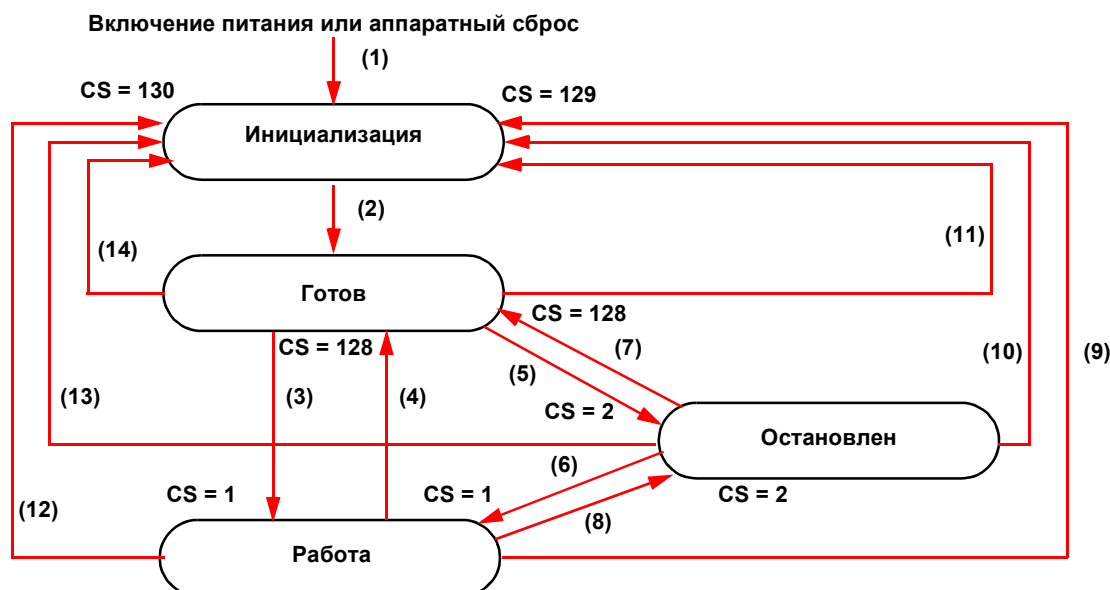 Включение питания или аппаратный сброс
(1)
CS = 130
CS = 129
Инициализация
(2)
(14)
(11)
Готов
CS = 128
CS = 128
(7)
(5)
(10)
(9)
(13)
(3)
(4)
CS = 2
Остановлен
(6)
CS = 1
CS = 1
CS = 2
(12)
(8)
Работа